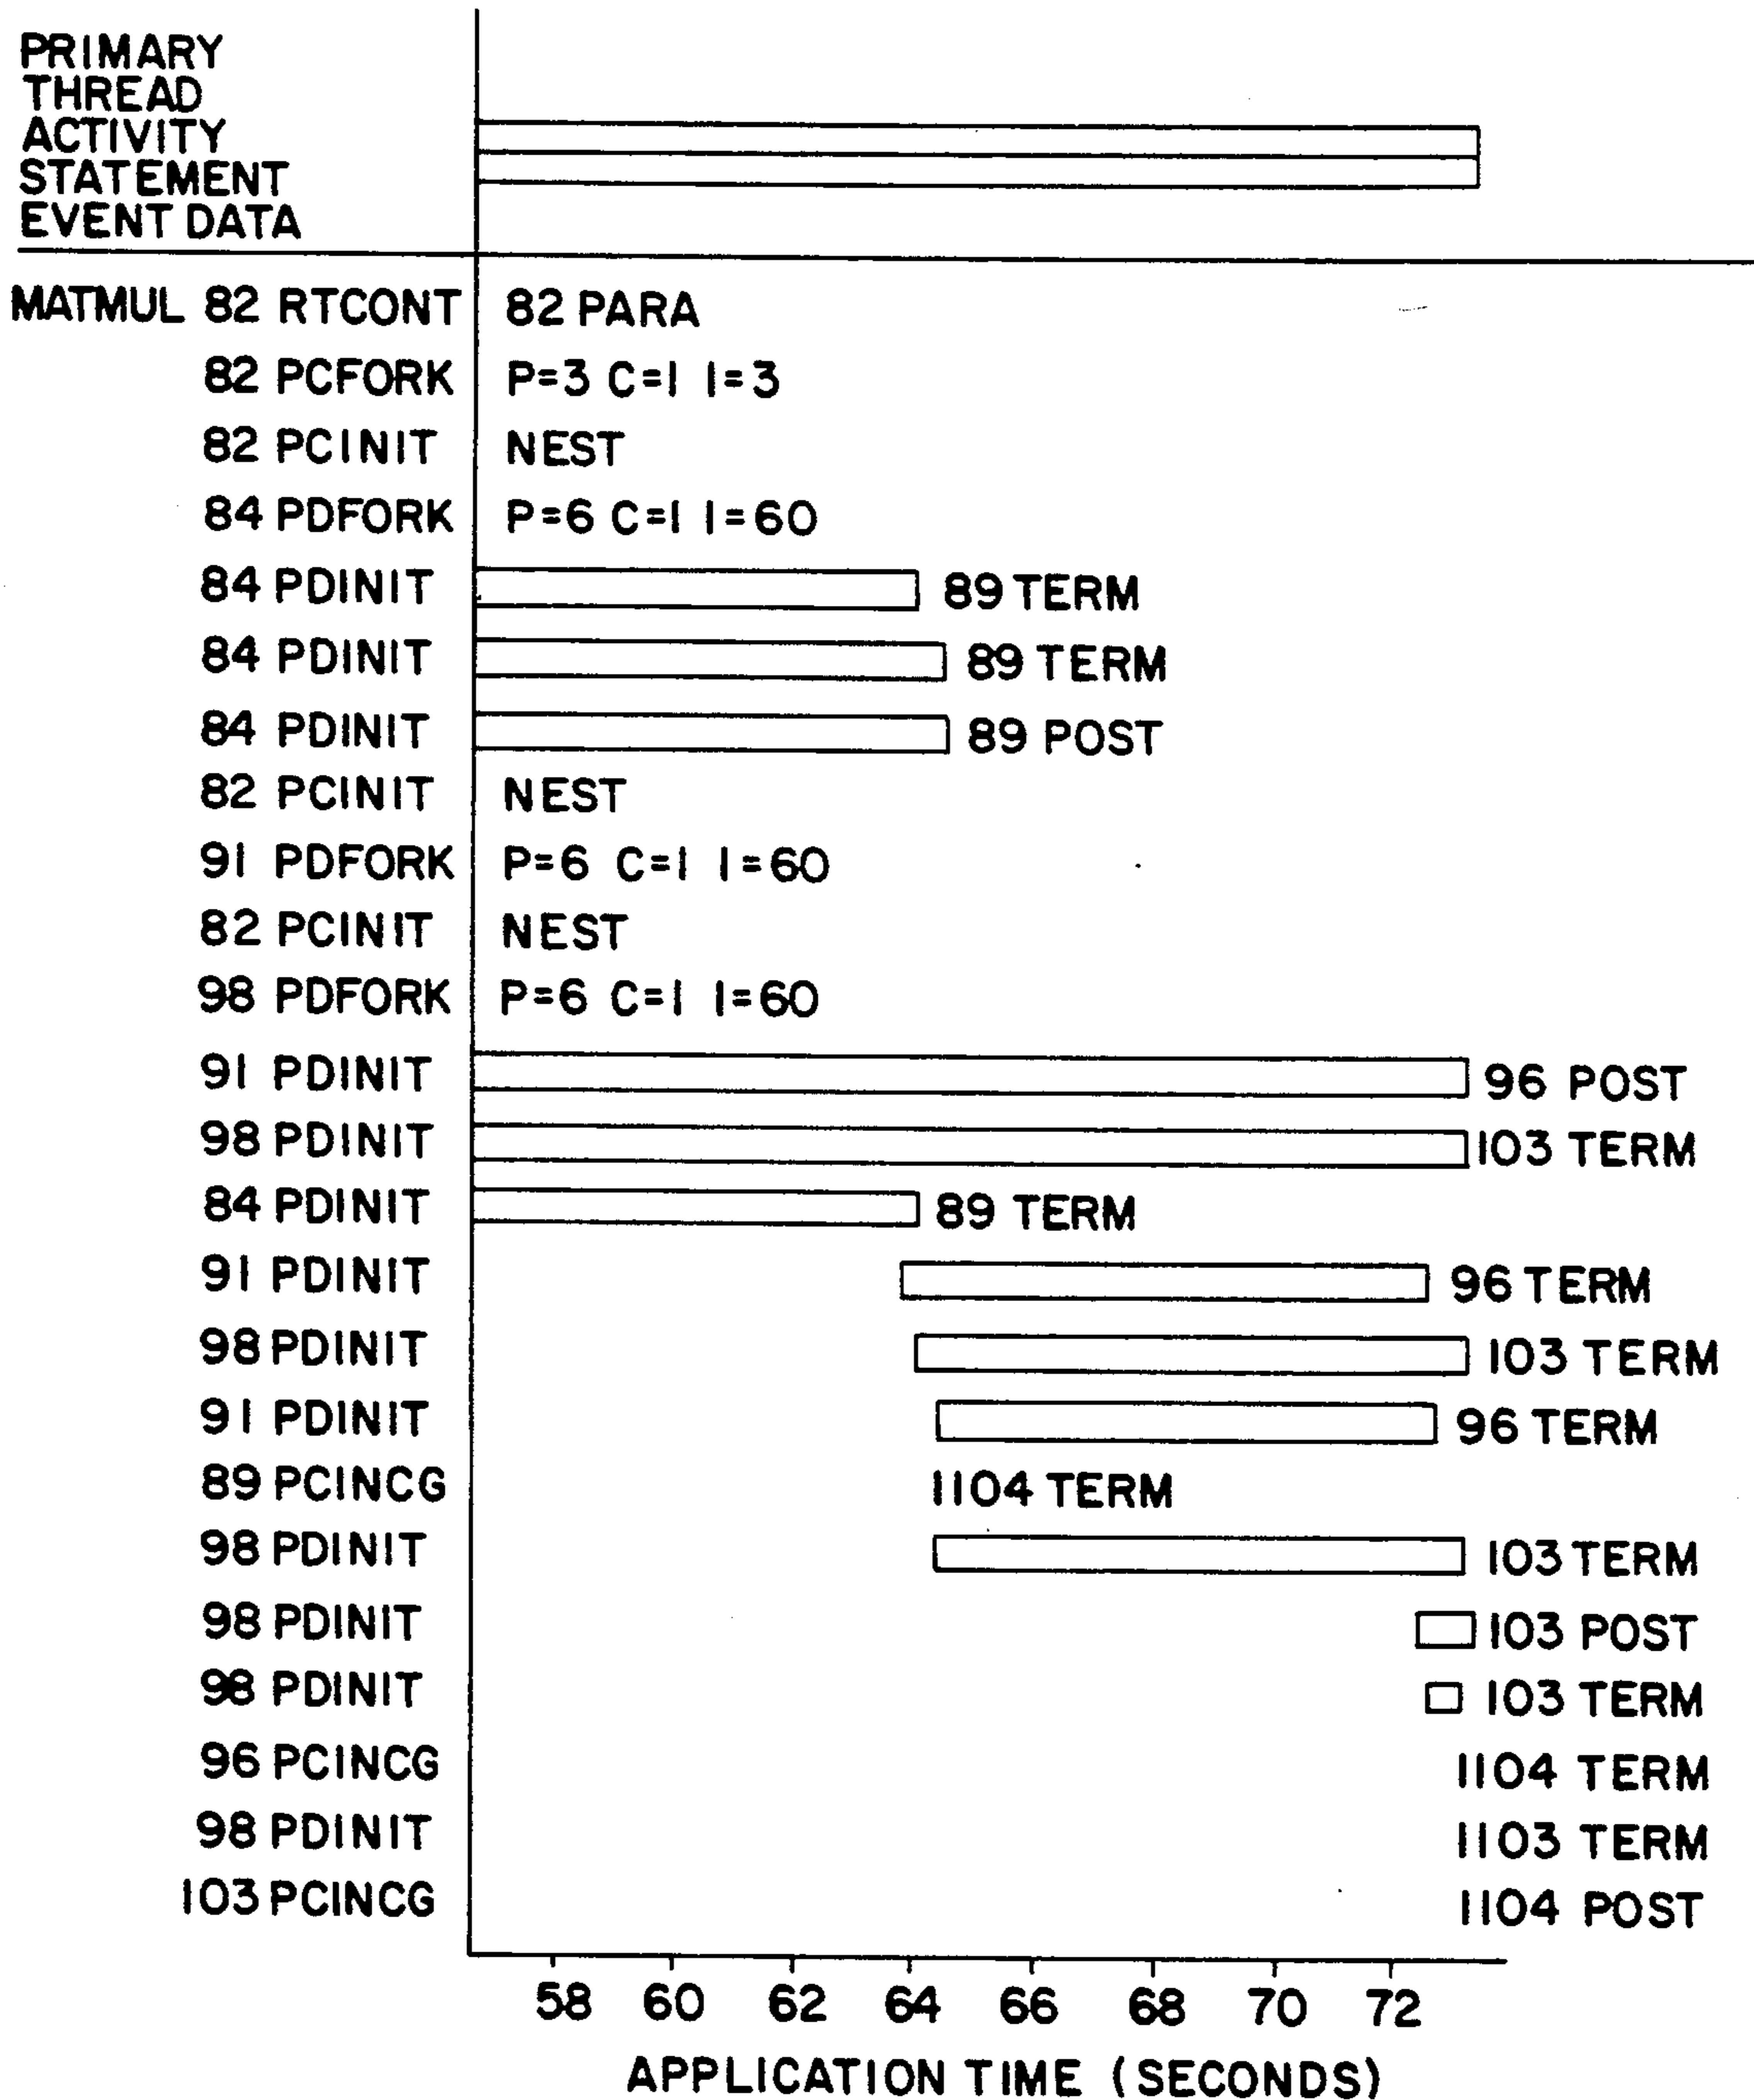 PRIMARY
THREAD
ACTIVITY
STATEMENT
EVENT DATA
MATMUL 82 RTCONT 82 PARA
82 PCFORK P=3 C=1 I=3
82 PCINIT NEST
84 PDFORK P=6 C=1 I=60
84 PDINIT 89 TERM
84 PDINIT 89 TERM
84 PDINIT 89 POST
82 PCINIT NEST
91 PDFORK P=6 C=1 I=60
82 PCINIT NEST
98 PDFORK P=6 C=1 I=60
91 PDINIT 96 POST
98 PDINIT 103 TERM
84 PDINIT 89 TERM
91 PDINIT 96 TERM
98 PDINIT 103 TERM
91 PDINIT 96 TERM
89 PCINCG 1104 TERM
98 PDINIT 103 TERM
98 PDINIT 103 POST
98 PDINIT 103 TERM
96 PCINCG 1104 TERM
98 PDINIT 1103 TERM
103 PCINCG 1104 POST
58 60 62 64 66 68 70 72
APPLICATION TIME (SECONDS)